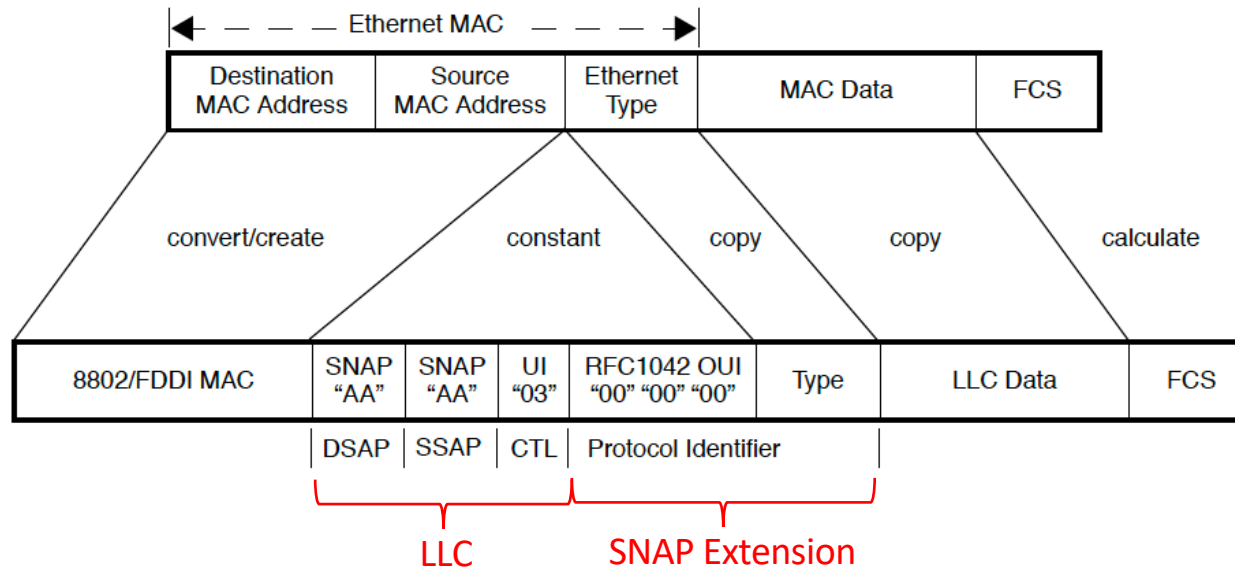 Ethernet MAC
Destination MAC Address
Source MAC Address
Ethernet Type
MAC Data
FCS
convert/create
constant
copy
copy
calculate
8802/FDDI MAC
SNAP “AA”
SNAP “AA”
UI “03”
RFC1042 OUI “00” “00” “00”
Type
LLC Data
FCS
DSAP
SSAP
CTL
Protocol Identifier
LLC
SNAP Extension